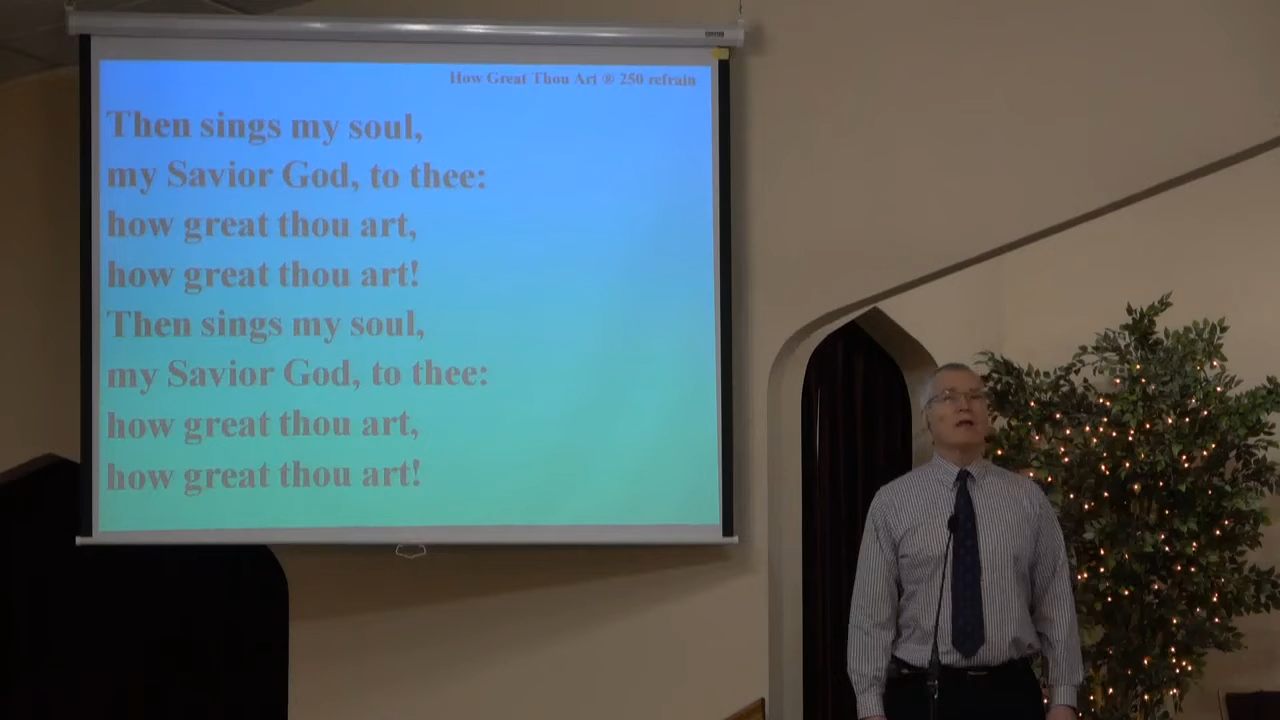 How Great Thou Art ® 250 refrain
Then sings my soul,
my Savior God, to thee:
how great thou art,
how great thou art!
Then sings my soul,
my Savior God, to thee:
how great thou art,
how great thou art!